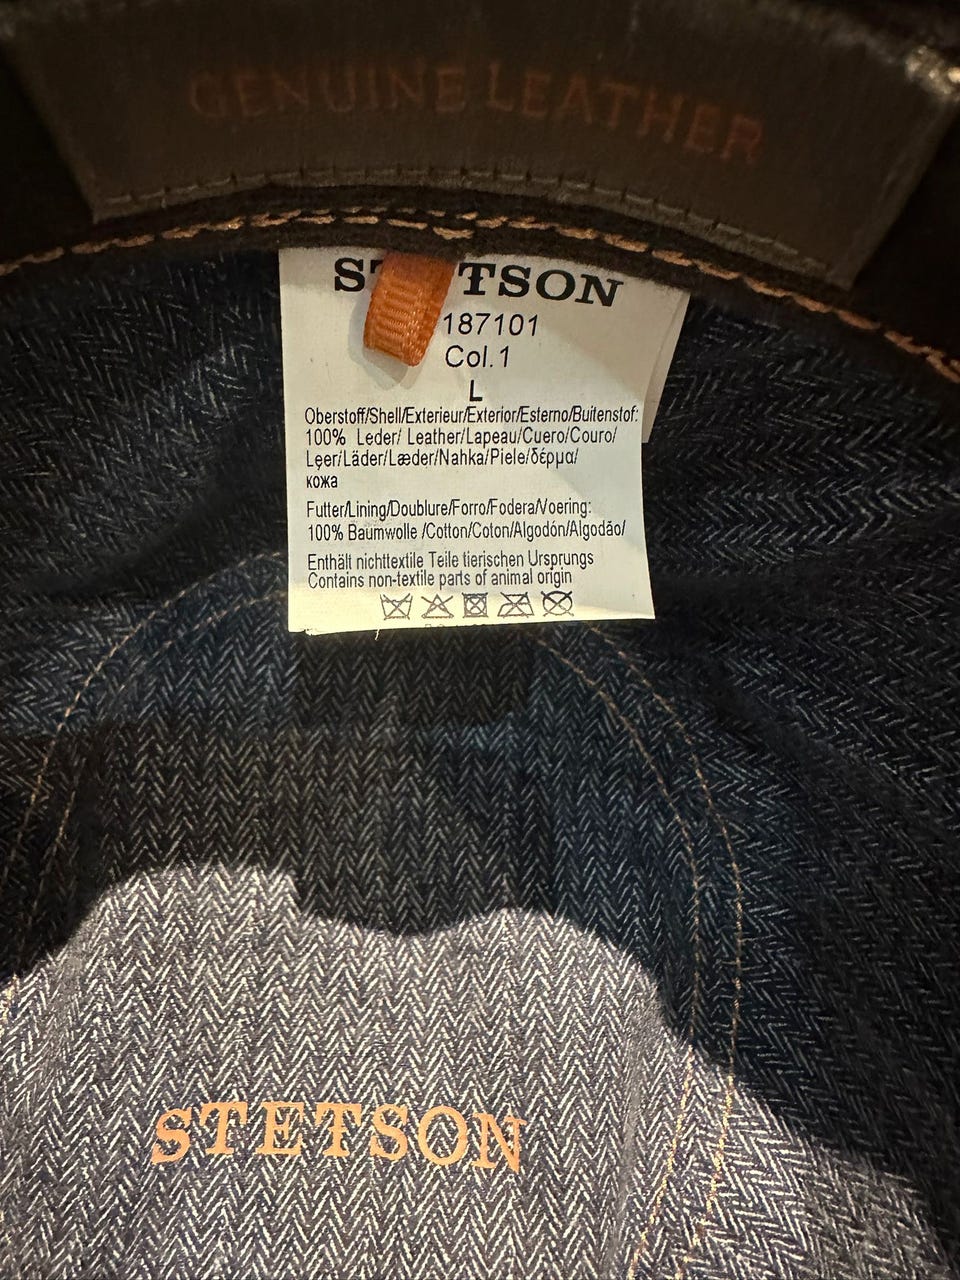 GENUINE LEATHER
STETSON
187101
Col.1
L
Oberstoff/Shell/Exterieur/Exterior/Esterno/Buitenstof:
100% Leder/ Leather/Lapeau/Cuero/Couro/
Lęer/Läder/Læder/Nahka/Piele/δέρμα/
кожа
Futter/Lining/Doublure/Forro/Fodera/Voering:
100% Baumwolle /Cotton/Coton/Algodón/Algodão/
Enthält nichttextile Teile tierischen Ursprungs
Contains non-textile parts of animal origin
STETSON